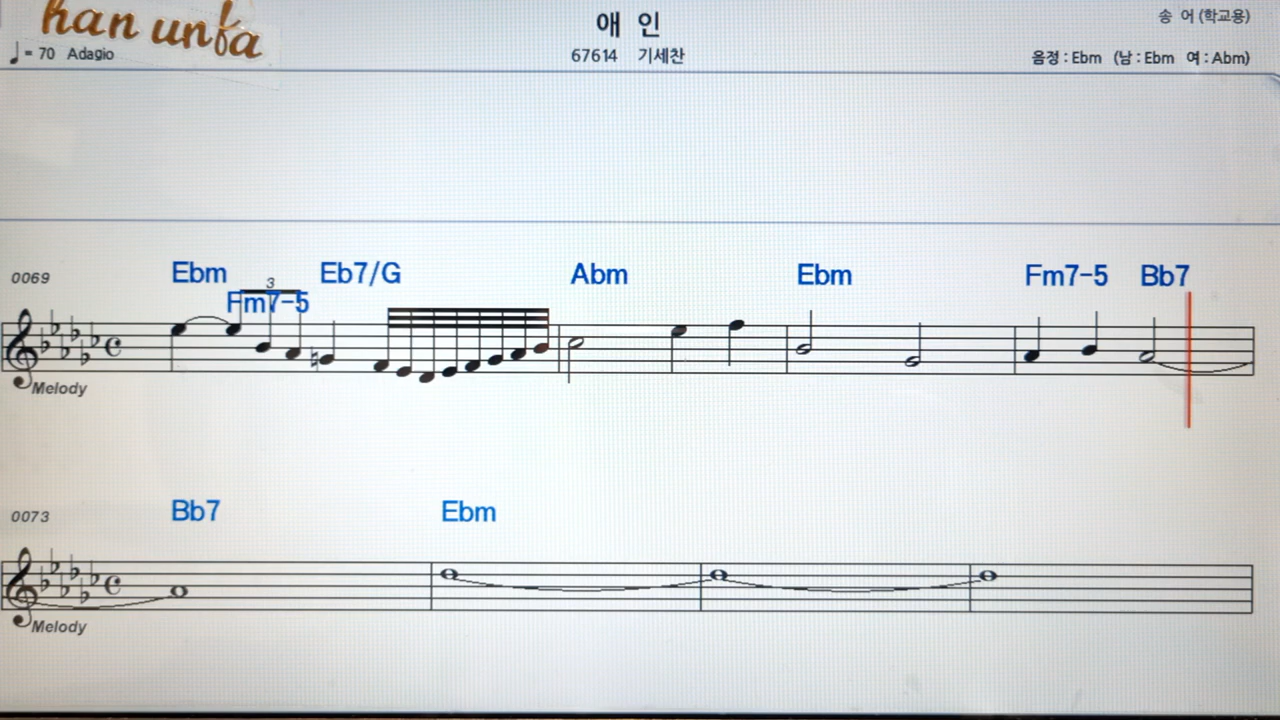 han unfa
애 인
송 어 (학교용)
♩= 70 Adagio
67614 기세찬
음정 : Ebm (남 : Ebm 여 : Abm)
0069
Ebm Fm7-5 Eb7/G Abm Ebm Fm7-5 Bb7
3
Melody
0073
Bb7 Ebm
Melody